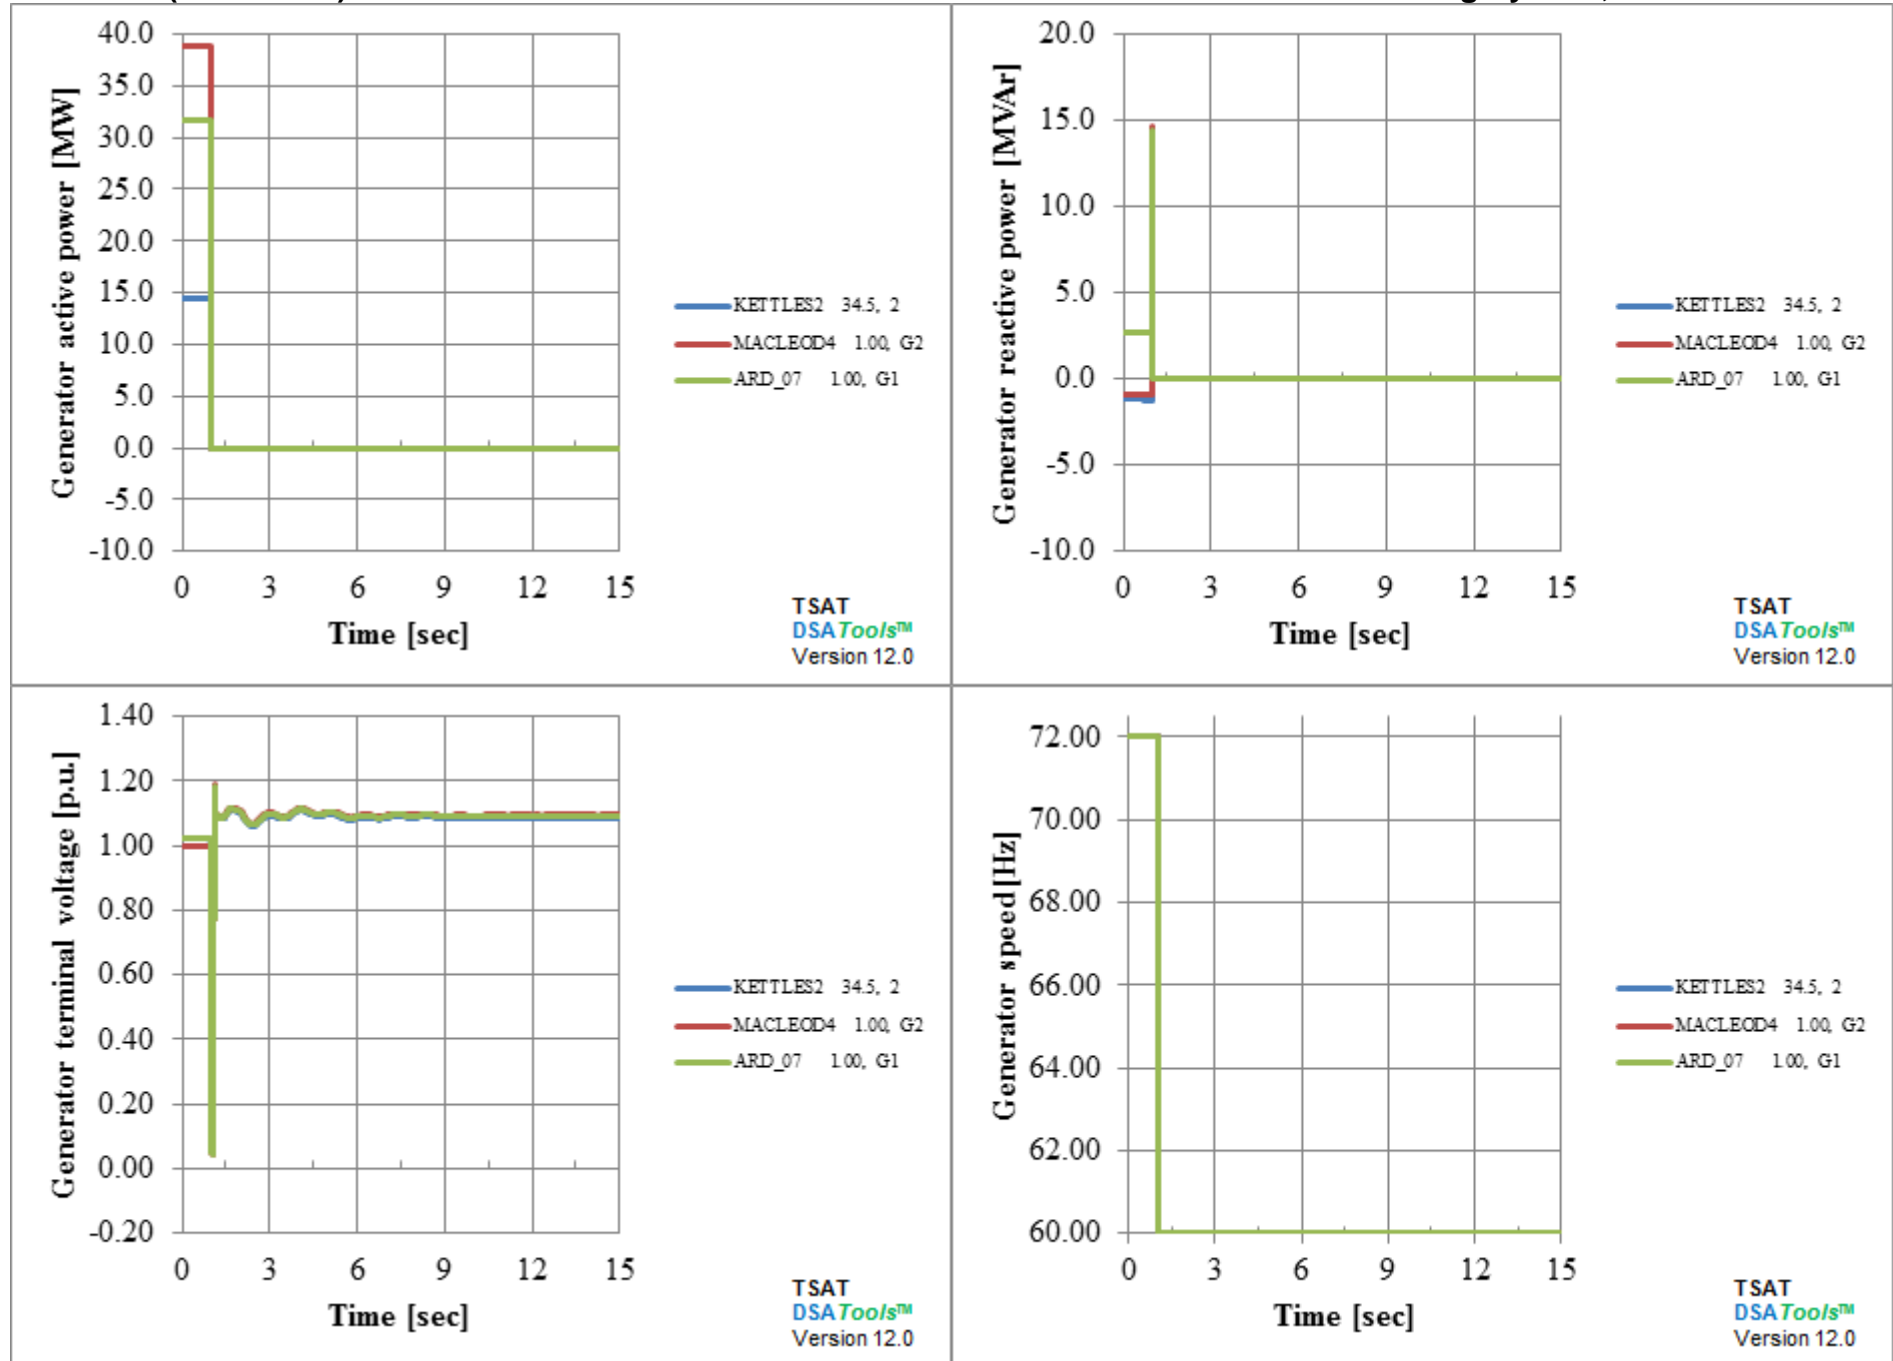 40.0
35.0
30.0
25.0
20.0
15.0
10.0
5.0
0.0
-5.0
-10.0
Generator active power [MW]
0 3 6 9 12 15
Time [sec]
KETTLES2 34.5, 2
MACLEOD4 1.00, G2
ARD_07 1.00, G1
TSAT
DSATools™
Version 12.0
20.0
15.0
10.0
5.0
0.0
-5.0
-10.0
Generator reactive power [MVAr]
0 3 6 9 12 15
Time [sec]
KETTLES2 34.5, 2
MACLEOD4 1.00, G2
ARD_07 1.00, G1
TSAT
DSATools™
Version 12.0
1.40
1.20
1.00
0.80
0.60
0.40
0.20
0.00
-0.20
Generator terminal voltage [p.u.]
0 3 6 9 12 15
Time [sec]
KETTLES2 34.5, 2
MACLEOD4 1.00, G2
ARD_07 1.00, G1
TSAT
DSATools™
Version 12.0
72.00
70.00
68.00
66.00
64.00
62.00
60.00
Generator speed[Hz]
0 3 6 9 12 15
Time [sec]
KETTLES2 34.5, 2
MACLEOD4 1.00, G2
ARD_07 1.00, G1
TSAT
DSATools™
Version 12.0